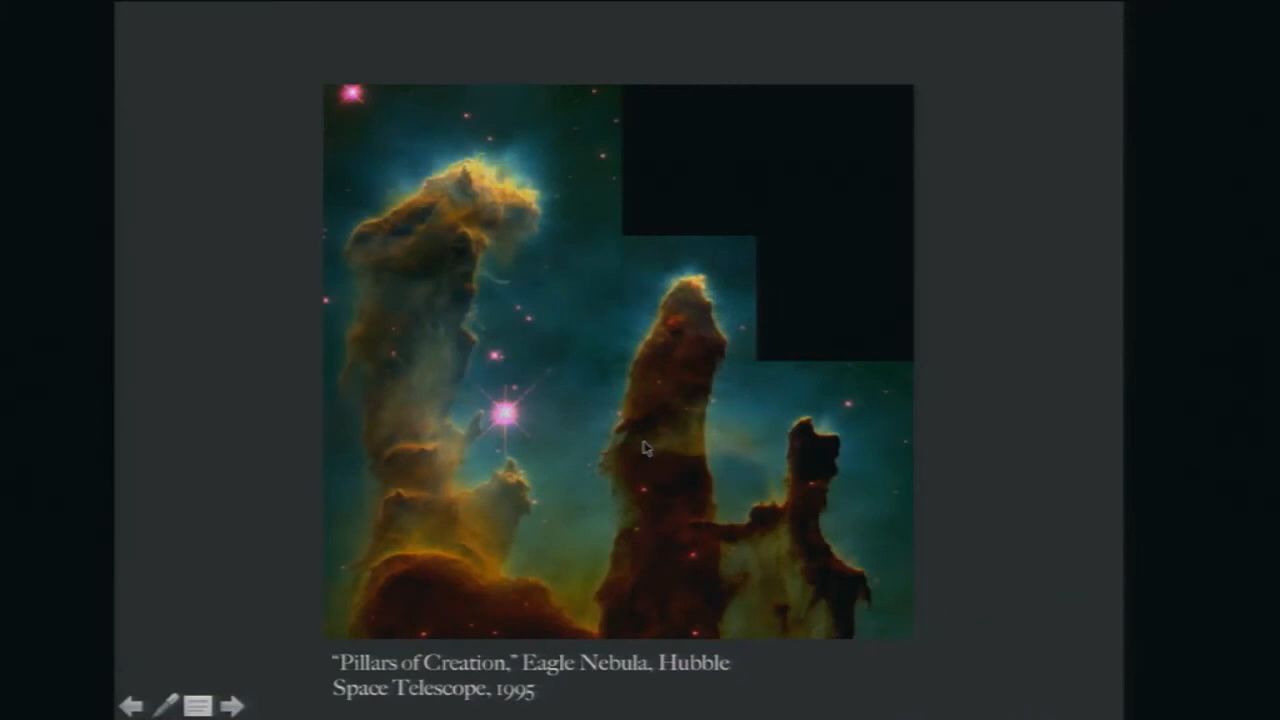 "Pillars of Creation," Eagle Nebula, Hubble
Space Telescope, 1995